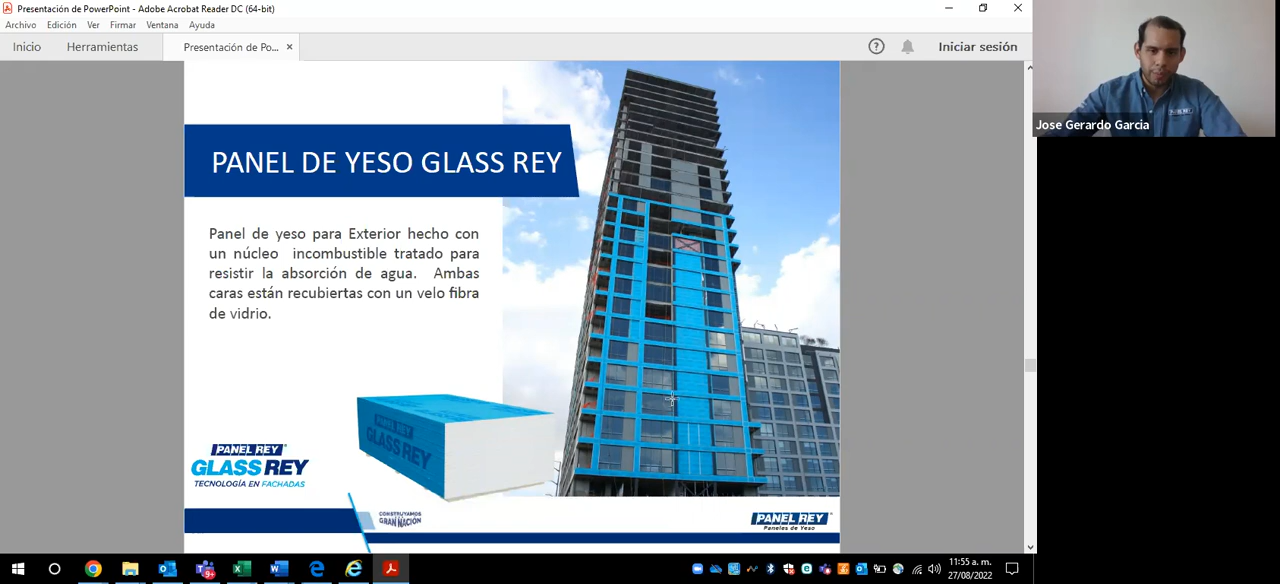 Presentación de PowerPoint - Adobe Acrobat Reader DC (64-bit)
Archivo Edición Ver Firmar Ventana Ayuda
Inicio Herramientas Presentación de Po... × Iniciar sesión
Jose Gerardo Garcia
PANEL DE YESO GLASS REY
Panel de yeso para Exterior hecho con
un núcleo incombustible tratado para
resistir la absorción de agua. Ambas
caras están recubiertas con un velo fibra
de vidrio.
PANEL REY
GLASS REY
PANEL REY
GLASS REY
TECNOLOGÍA EN FACHADAS
CONSTRUYAMOS
GRAN NACIÓN
PANEL REY
Paneles de Yeso
11:55 a. m.
27/08/2022